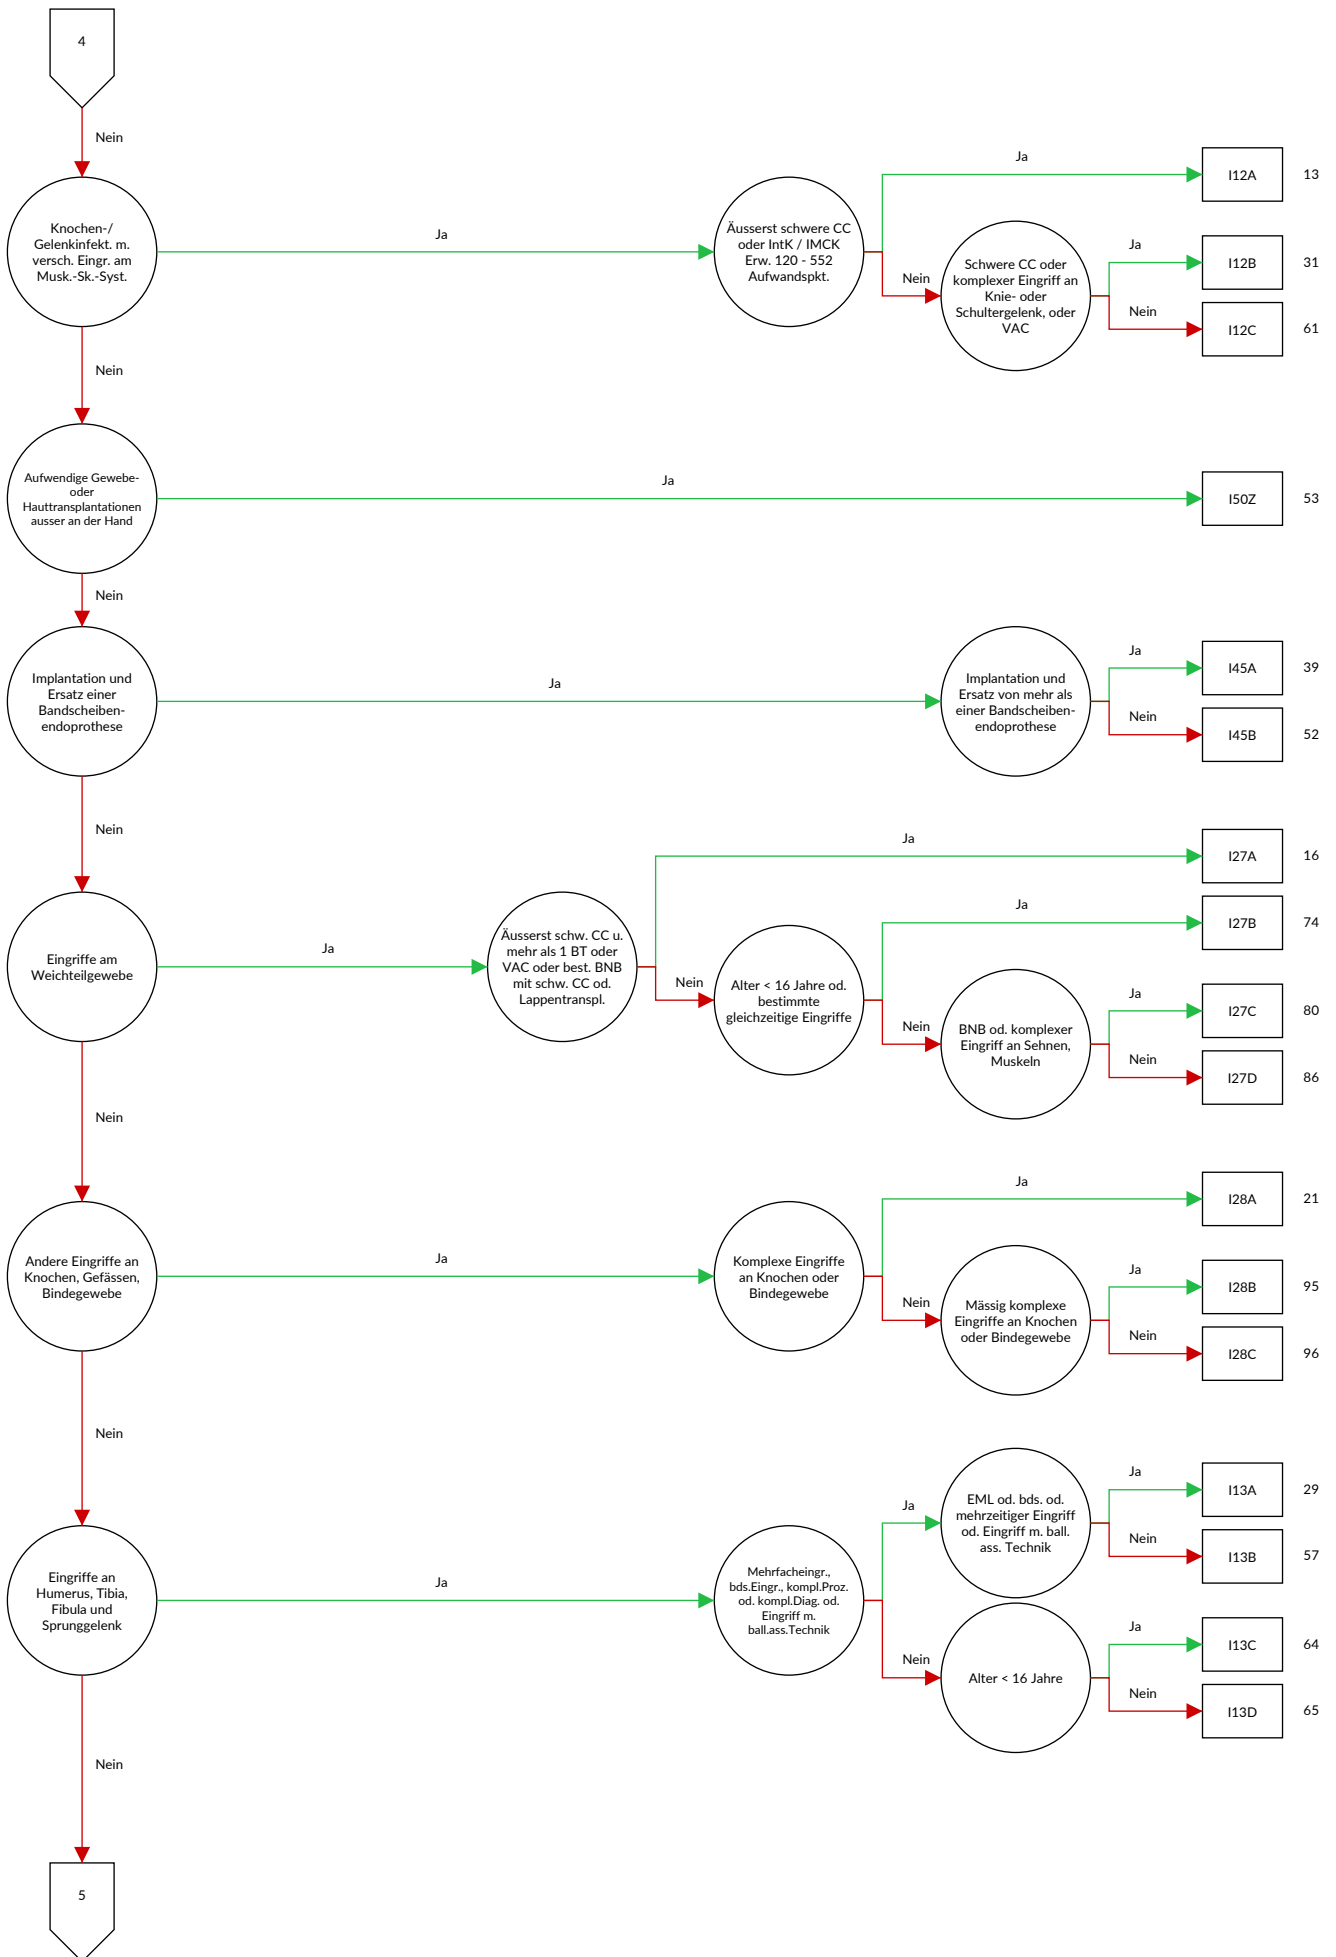 4
Nein
Knochen-/
Gelenkinfekt. m.
versch. Eingr. am
Musk.-Sk.-Syst.
Ja
Äusserst schwere CC
oder IntK / IMCK
Erw. 120 - 552
Aufwandspkt.
Ja
I12A
13
Nein
Schwere CC oder
komplexer Eingriff an
Knie- oder
Schultergelenk, oder
VAC
Ja
I12B
31
Nein
I12C
61
Nein
Aufwendige Gewebe-
oder
Hauttransplantationen
ausser an der Hand
Ja
I50Z
53
Nein
Implantation und
Ersatz einer
Bandscheiben-
endoprothese
Ja
Implantation und
Ersatz von mehr als
einer Bandscheiben-
endoprothese
Ja
I45A
39
Nein
I45B
52
Nein
Eingriffe am
Weichteilgewebe
Ja
Äusserst schw. CC u.
mehr als 1 BT oder
VAC oder best. BNB
mit schw. CC od.
Lappentranspl.
Ja
I27A
16
Nein
Alter < 16 Jahre od.
bestimmte
gleichzeitige Eingriffe
Ja
I27B
74
Nein
BNB od. komplexer
Eingriff an Sehnen,
Muskeln
Ja
I27C
80
Nein
I27D
86
Nein
Andere Eingriffe an
Knochen, Gefässen,
Bindegewebe
Ja
Komplexe Eingriffe
an Knochen oder
Bindegewebe
Ja
I28A
21
Nein
Mässig komplexe
Eingriffe an Knochen
oder Bindegewebe
Ja
I28B
95
Nein
I28C
96
Nein
Eingriffe an
Humerus, Tibia,
Fibula und
Sprunggelenk
Ja
Mehrfacheingr.,
bds.Eingr., kompl.Proz.
od. kompl.Diag. od.
Eingriff m.
ball.ass.Technik
Ja
EML od. bds. od.
mehrzeitiger Eingriff
od. Eingriff m. ball.
ass. Technik
Ja
I13A
29
Nein
I13B
57
Nein
Alter < 16 Jahre
Ja
I13C
64
Nein
I13D
65
Nein
5